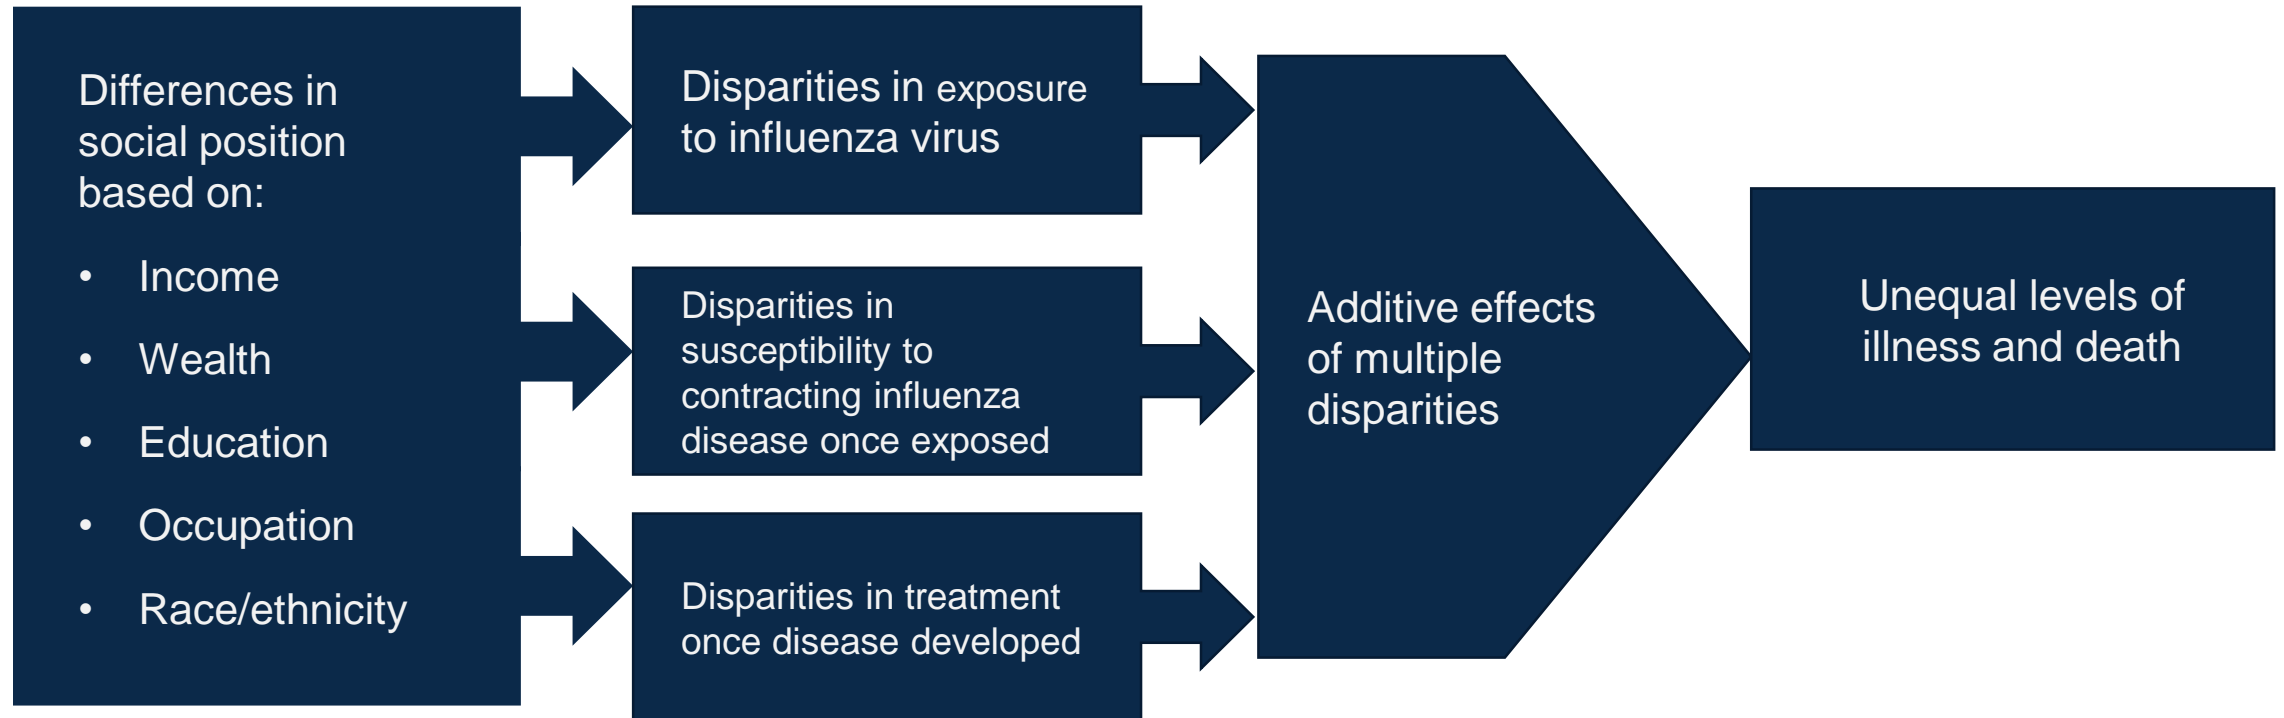 Differences in
social position
based on:
• Income
• Wealth
• Education
• Occupation
• Race/ethnicity
Disparities in exposure
to influenza virus
Disparities in
susceptibility to
contracting influenza
disease once exposed
Disparities in treatment
once disease developed
Additive effects
of multiple
disparities
Unequal levels of
illness and death